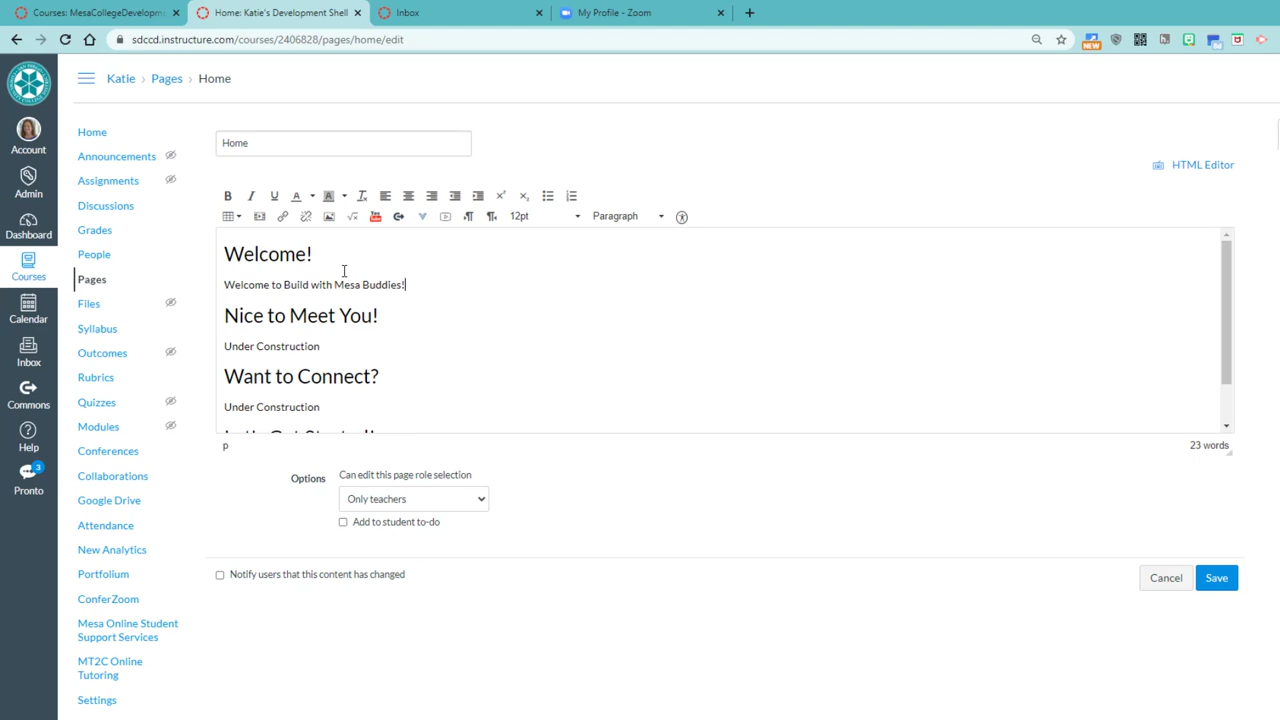 Courses: MesaCollegeDevelopm
Home: Katie's Development Shell
Inbox
My Profile - Zoom
sdccd.instructure.com/courses/2406828/pages/home/edit
NEW
Katie › Pages › Home
Account
Admin
Dashboard
Courses
Calendar
Inbox
Commons
Help
3
Pronto
Home
Announcements
Assignments
Discussions
Grades
People
Pages
Files
Syllabus
Outcomes
Rubrics
Quizzes
Modules
Conferences
Collaborations
Google Drive
Attendance
New Analytics
Portfolium
ConferZoom
Mesa Online Student
Support Services
MT2C Online
Tutoring
Settings
Home
HTML Editor
12pt
Paragraph
Welcome!
Welcome to Build with Mesa Buddies!
Nice to Meet You!
Under Construction
Want to Connect?
Under Construction
p
23 words
Options
Can edit this page role selection
Only teachers
Add to student to-do
Notify users that this content has changed
Cancel
Save